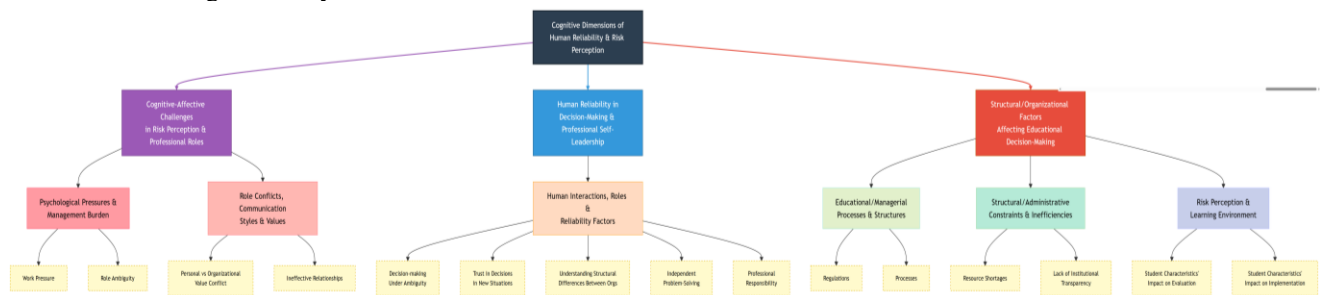 Cognitive Dimensions of
Human Reliability & Risk
Perception
Cognitive-Affective
Challenges
in Risk Perception &
Professional Roles
Human Reliability in
Decision-Making &
Professional Self-
Leadership
Structural/Organizational
Factors
Affecting Educational
Decision-Making
Psychological Pressures &
Management Burden
Role Conflicts,
Communication
Styles & Values
Human Interactions, Roles
&
Reliability Factors
Educational/Managerial
Processes & Structures
Structural/Administrative
Constraints & Inefficiencies
Risk Perception &
Learning Environment
Work Pressure
Role Ambiguity
Personal vs Organizational
Value Conflict
Ineffective Relationships
Decision-making
Under Ambiguity
Trust in Decisions
In New Situations
Understanding Structural
Differences Between Orgs
Independent
Problem-Solving
Professional
Responsibility
Regulations
Processes
Resource Shortages
Lack of Institutional
Transparency
Student Characteristics'
Impact on Evaluation
Student Characteristics'
Impact on Implementation